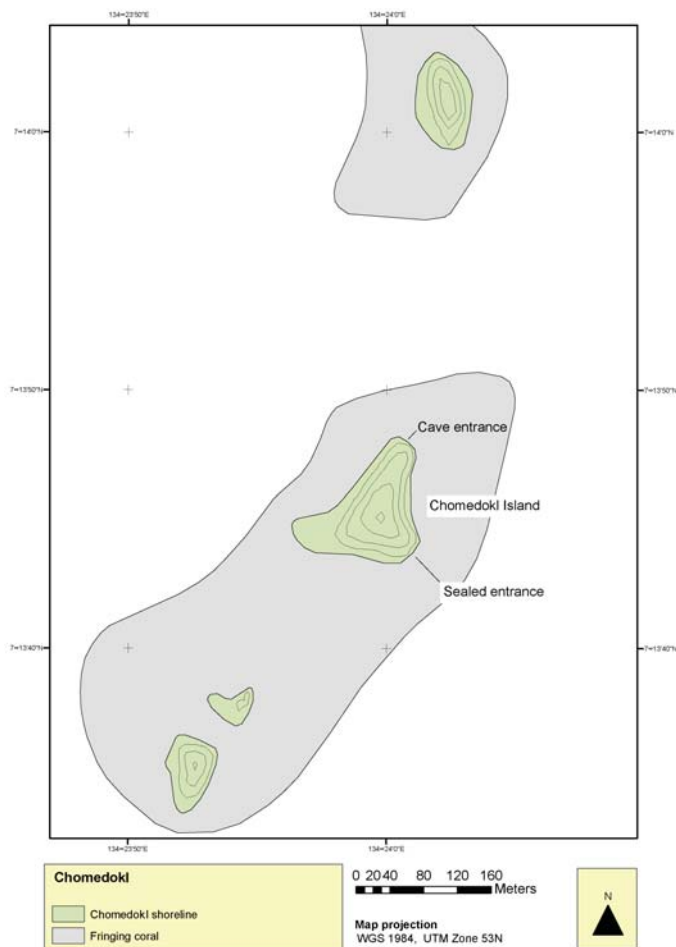 134=23'50"E 134=24'0"E
7=14'0"N 7=14'0"N
7=13'50"N 7=13'50"N
Cave entrance
Chomedokl Island
Sealed entrance
7=13'40"N 7=13'40"N
134=23'50"E 134=24'0"E
Chomedokl
Chomedokl shoreline
Fringing coral
0 20 40 80 120 160
Meters
Map projection
WGS 1984, UTM Zone 53N
N